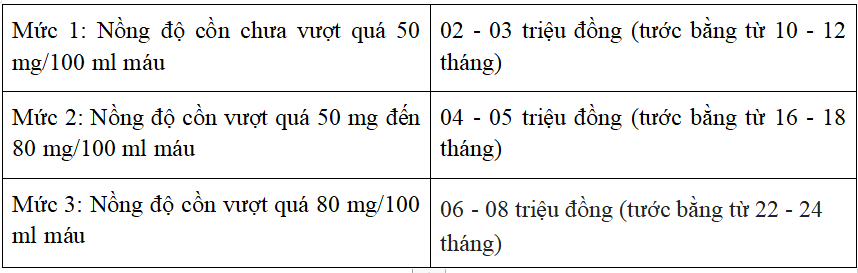 Mức 1: Nồng độ cồn chưa vượt quá 50
mg/100 ml máu
02 - 03 triệu đồng (tước bằng từ 10 - 12
tháng)
Mức 2: Nồng độ cồn vượt quá 50 mg đến
80 mg/100 ml máu
04 - 05 triệu đồng (tước bằng từ 16 - 18
tháng)
Mức 3: Nồng độ cồn vượt quá 80 mg/100
ml máu
06 - 08 triệu đồng (tước bằng từ 22 - 24
tháng)